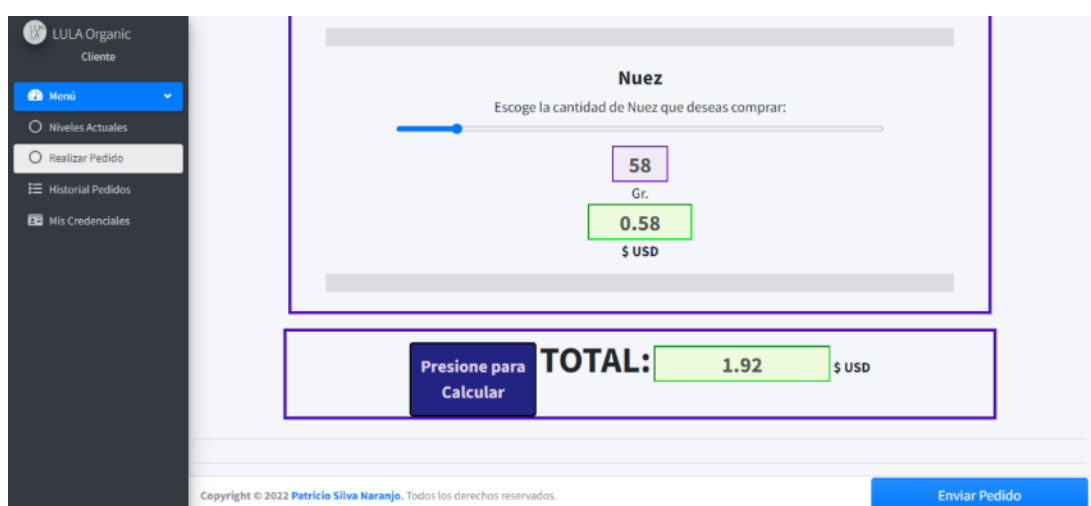 LULA Organic
Cliente
Menú
Niveles Actuales
Realizar Pedido
Historial Pedidos
Mis Credenciales
Nuez
Escoge la cantidad de Nuez que deseas comprar:
58
Gr.
0.58
$ USD
Presione para
Calcular
TOTAL: 1.92 $ USD
Copyright © 2022 Patricio Silva Naranjo. Todos los derechos reservados.
Enviar Pedido